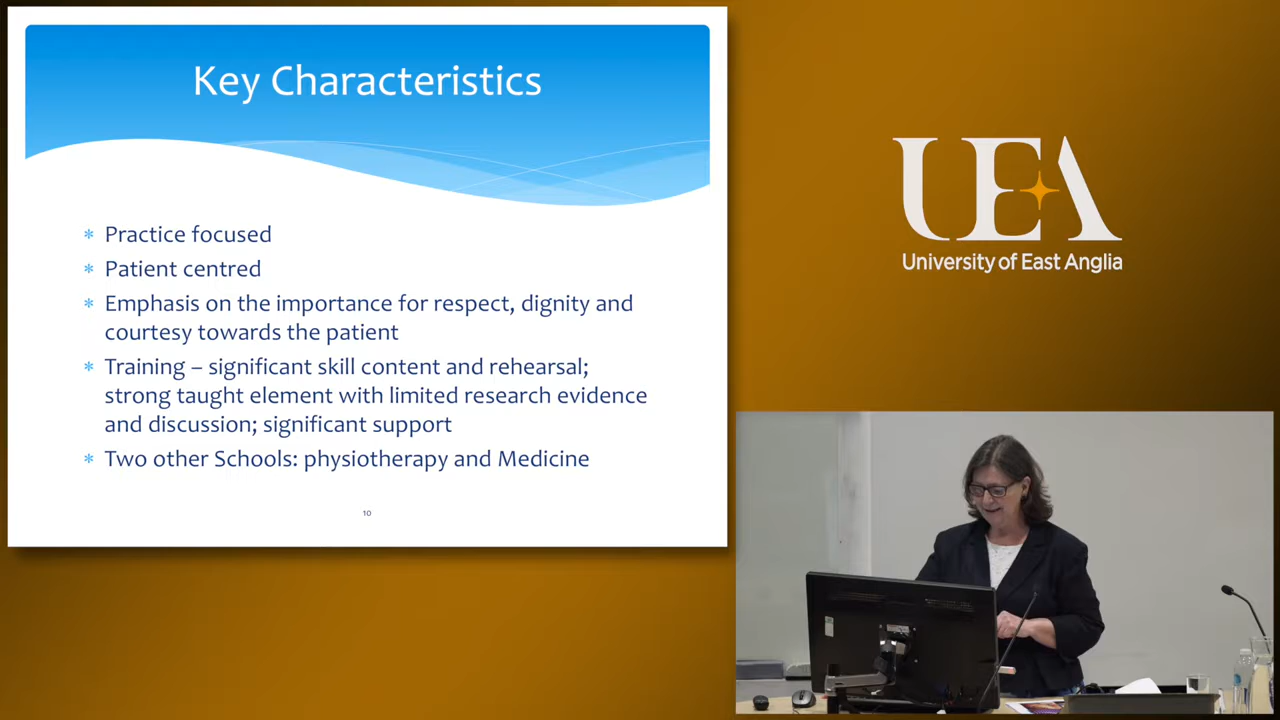 Key Characteristics
* Practice focused
* Patient centred
* Emphasis on the importance for respect, dignity and
courtesy towards the patient
* Training – significant skill content and rehearsal;
strong taught element with limited research evidence
and discussion; significant support
* Two other Schools: physiotherapy and Medicine
10
UEA
University of East Anglia